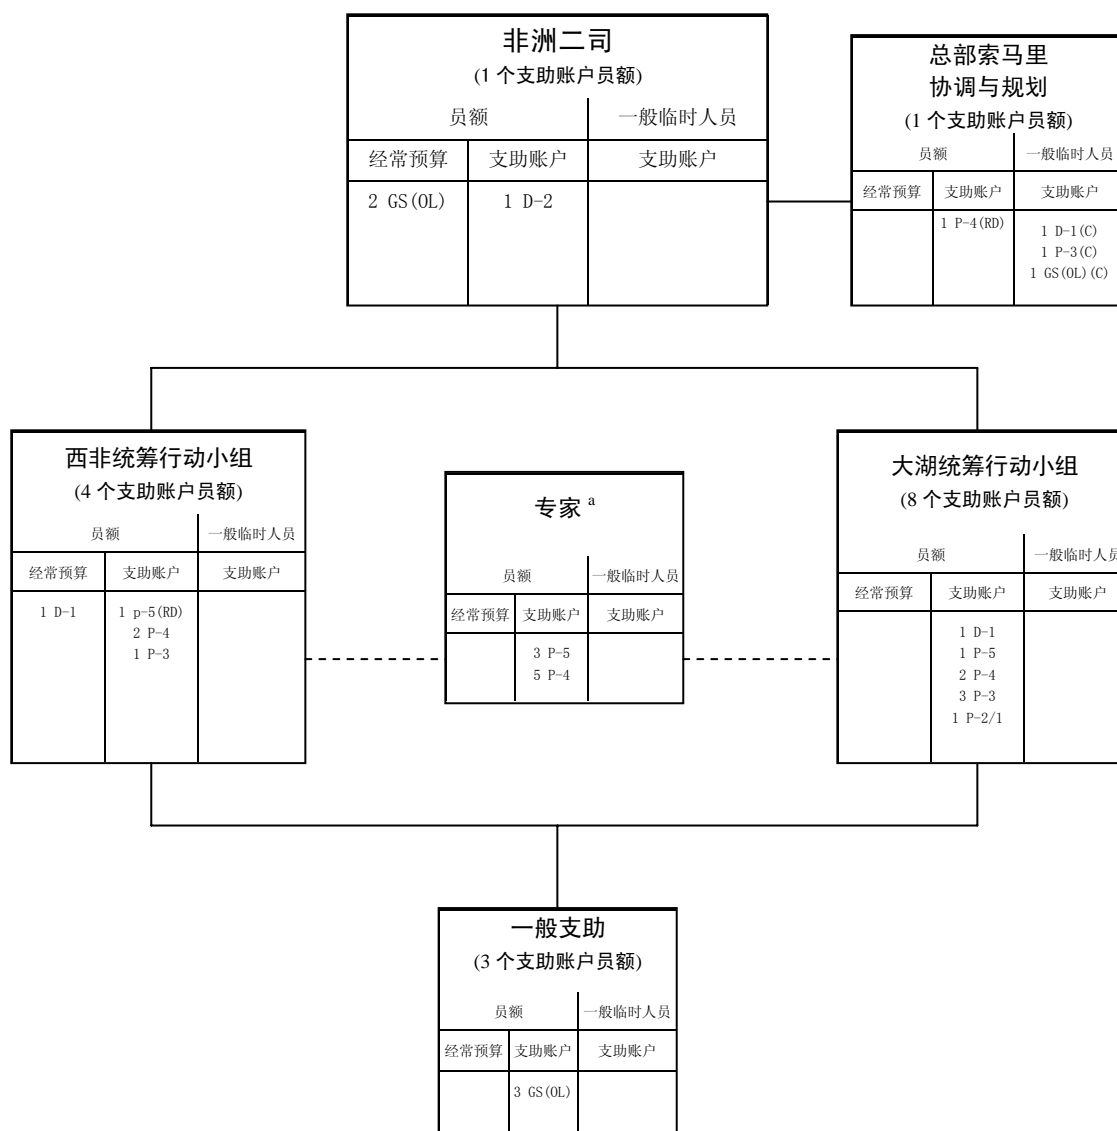 非洲二司
(1 个支助账户员额)
员额 一般临时人员
经常预算 支助账户 支助账户
2 GS(OL) 1 D-2
总部索马里
协调与规划
(1 个支助账户员额)
员额 一般临时人员
经常预算 支助账户 支助账户
1 P-4(RD)
1 D-1(C)
1 P-3(C)
1 GS(OL)(C)
西非统筹行动小组
(4 个支助账户员额)
员额 一般临时人员
经常预算 支助账户 支助账户
1 D-1 1 p-5(RD)
2 P-4
1 P-3
专家 a
员额 一般临时人员
经常预算 支助账户 支助账户
3 P-5
5 P-4
大湖统筹行动小组
(8 个支助账户员额)
员额 一般临时人员
经常预算 支助账户 支助账户
1 D-1
1 P-5
2 P-4
3 P-3
1 P-2/1
一般支助
(3 个支助账户员额)
员额 一般临时人员
经常预算 支助账户 支助账户
3 GS(OL)